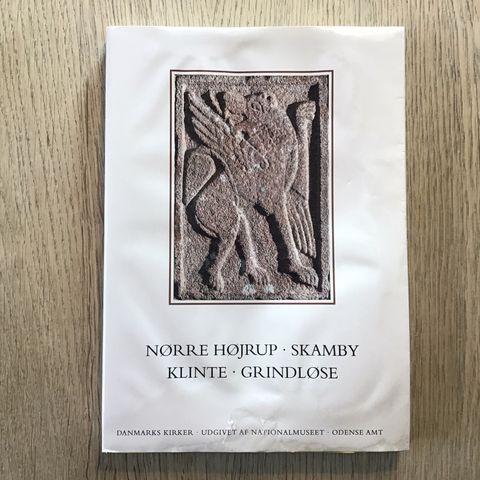 NØRRE HØJRUP · SKAMBY
KLINTE · GRINDLØSE
DANMARKS KIRKER · UDGIVET AF NATIONALMUSEET · ODENSE AMT